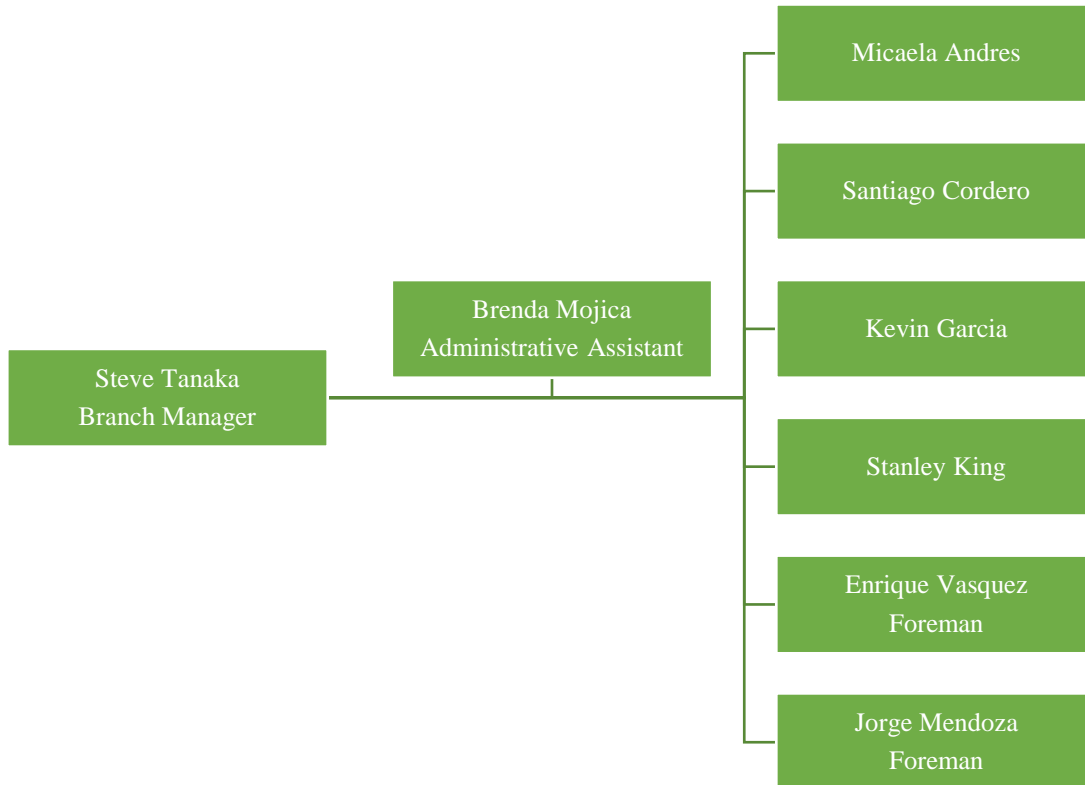 Micaela Andres
Santiago Cordero
Brenda Mojica
Administrative Assistant
Kevin Garcia
Steve Tanaka
Branch Manager
Stanley King
Enrique Vasquez
Foreman
Jorge Mendoza
Foreman